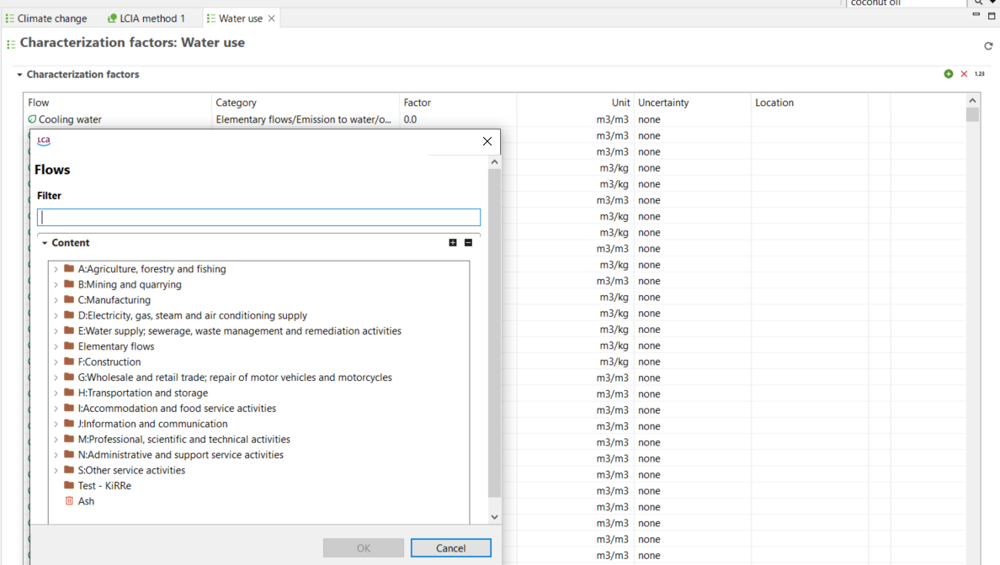 coconut oil
Climate change LCIA method 1 Water use
Characterization factors: Water use
Characterization factors 1.23
Flow Category Factor Unit Uncertainty Location
Cooling water Elementary flows/Emission to water/o... 0.0 m3/m3 none
m3/m3 none
m3/m3 none
m3/kg none
m3/kg none
m3/m3 none
m3/kg none
m3/kg none
m3/m3 none
m3/kg none
m3/m3 none
m3/kg none
m3/kg none
m3/kg none
m3/m3 none
m3/kg none
m3/m3 none
m3/m3 none
m3/m3 none
m3/m3 none
m3/m3 none
m3/m3 none
m3/m3 none
m3/m3 none
m3/m3 none
m3/m3 none
m3/m3 none
m3/m3 none
LCa
Flows
Filter
Content
A:Agriculture, forestry and fishing
B:Mining and quarrying
C:Manufacturing
D:Electricity, gas, steam and air conditioning supply
E:Water supply; sewerage, waste management and remediation activities
Elementary flows
F:Construction
G:Wholesale and retail trade; repair of motor vehicles and motorcycles
H:Transportation and storage
I:Accommodation and food service activities
J:Information and communication
M:Professional, scientific and technical activities
N:Administrative and support service activities
S:Other service activities
Test - KiRRe
Ash
OK Cancel